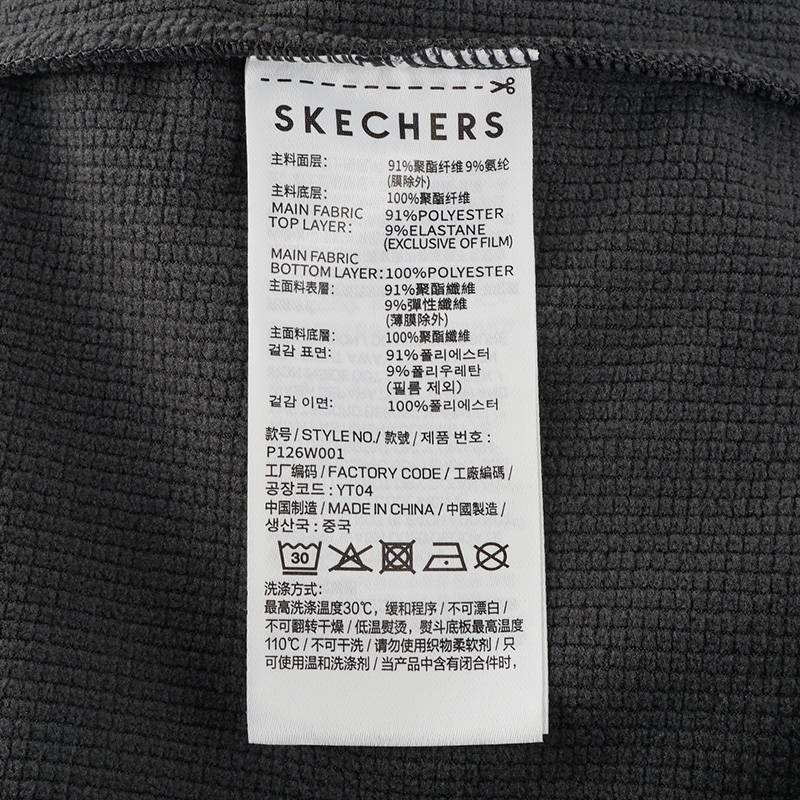 SKECHERS
主料面层: 91%聚酯纤维 9%氨纶
(膜除外)
主料底层: 100%聚酯纤维
MAIN FABRIC 91%POLYESTER
TOP LAYER: 9%ELASTANE
(EXCLUSIVE OF FILM)
MAIN FABRIC
BOTTOM LAYER: 100%POLYESTER
主面料表層: 91%聚酯纖維
9%彈性纖維
(薄膜除外)
主面料底層: 100%聚酯纖維
겉감 표면: 91%폴리에스터
9%폴리우레탄
(필름 제외)
겉감 이면: 100%폴리에스터
款号/STYLE NO./款號/제품 번호:
P126W001
工厂编码/FACTORY CODE/工廠編碼/
공장코드:YT04
中国制造/MADE IN CHINA/中國製造/
생산국:중국
30
洗涤方式:
最高洗涤温度30℃，缓和程序/不可漂白/
不可翻转干燥/低温熨烫，熨斗底板最高温度
110℃/不可干洗/请勿使用织物柔软剂/只
可使用温和洗涤剂/当产品中含有闭合件时,